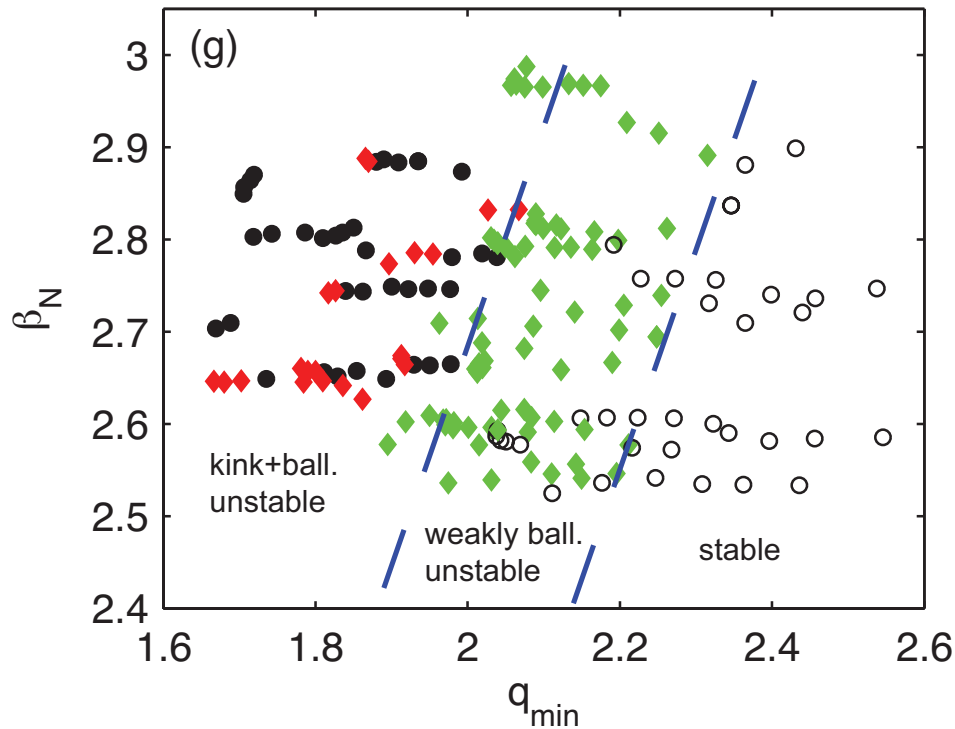 (g)
3
2.9
2.8
2.7
2.6
2.5
2.4
β_N
kink+ball.
unstable
weakly ball.
unstable
stable
1.6 1.8 2 2.2 2.4 2.6
q_min